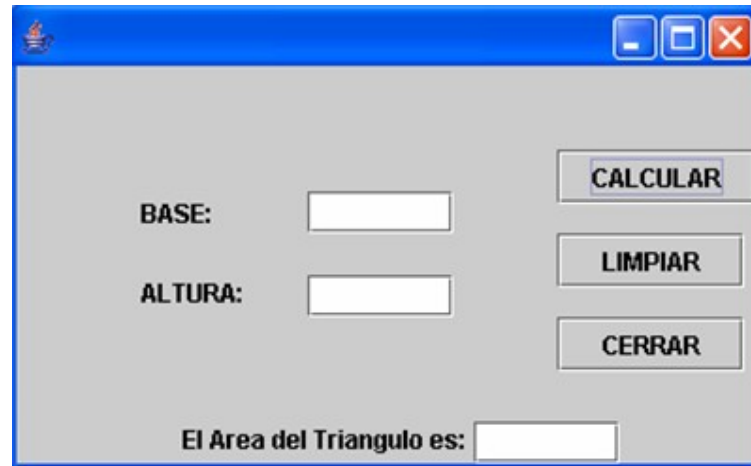 CALCULAR
BASE:
LIMPIAR
ALTURA:
CERRAR
El Area del Triangulo es: